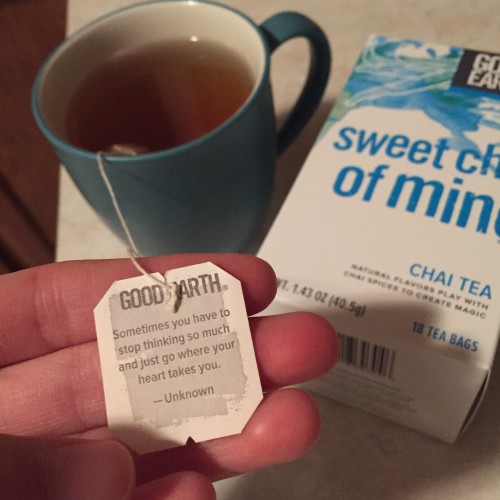 GOOD EARTH®
Sometimes you have to
stop thinking so much
and just go where your
heart takes you.
—Unknown
sweet
of
CHAI TEA
NATURAL FLAVORS PLAY WITH
CHAI SPICES TO CREATE MAGIC
1.43 OZ (40.5g)
18 TEA BAGS